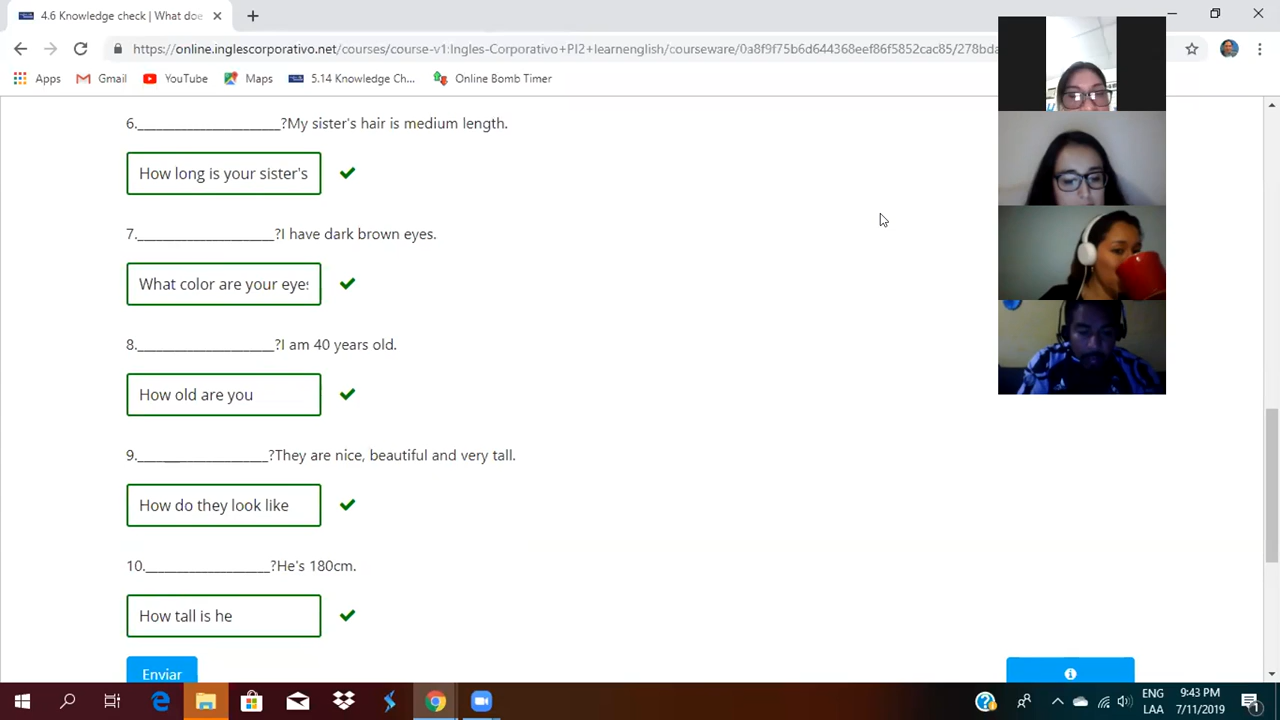 4.6 Knowledge check | What doe
https://online.inglescorporativo.net/courses/course-v1:Ingles-Corporativo+PI2+learnenglish/courseware/0a8f9f75b6d644368eef86f5852cac85/278bda
Apps Gmail YouTube Maps 5.14 Knowledge Ch... Online Bomb Timer
6.____________________?My sister's hair is medium length.
How long is your sister's
7.____________________?I have dark brown eyes.
What color are your eyes
8.____________________?I am 40 years old.
How old are you
9.___________________?They are nice, beautiful and very tall.
How do they look like
10.__________________?He's 180cm.
How tall is he
Enviar
ENG 9:43 PM
LAA 7/11/2019